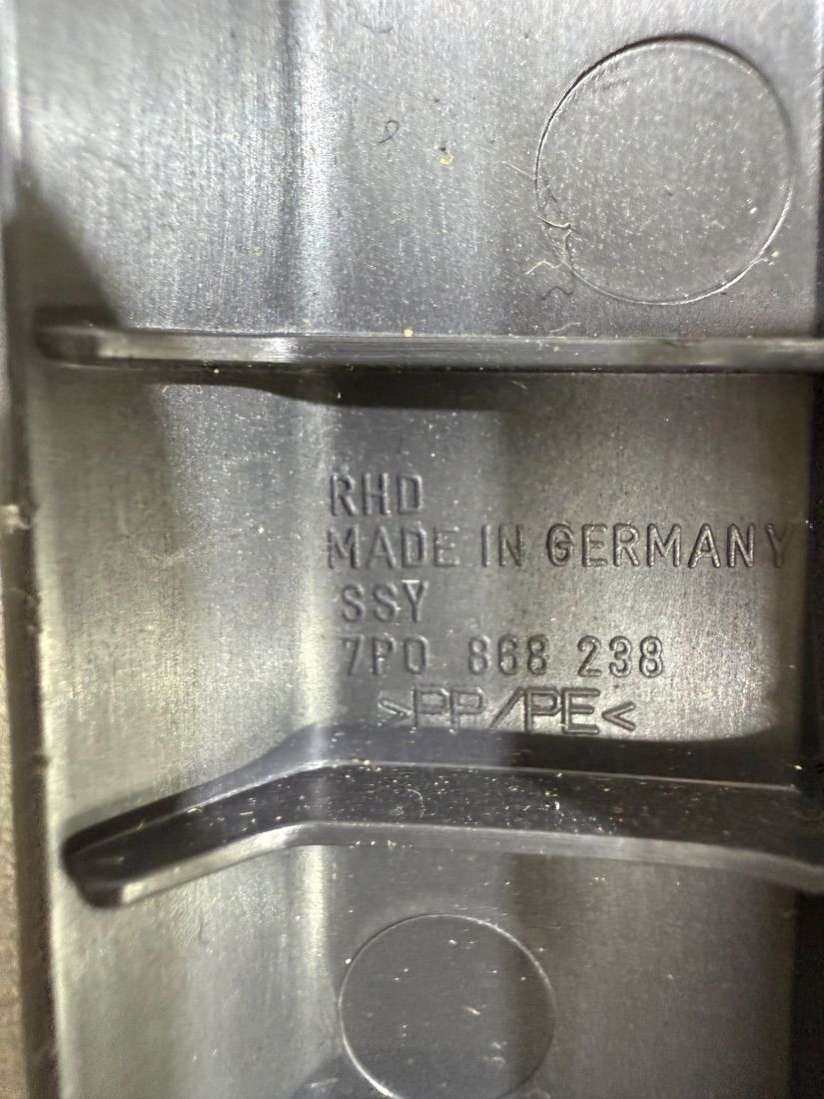 RHD
MADE IN GERMANY
SSY
7P0 868 238
>PP/PE<